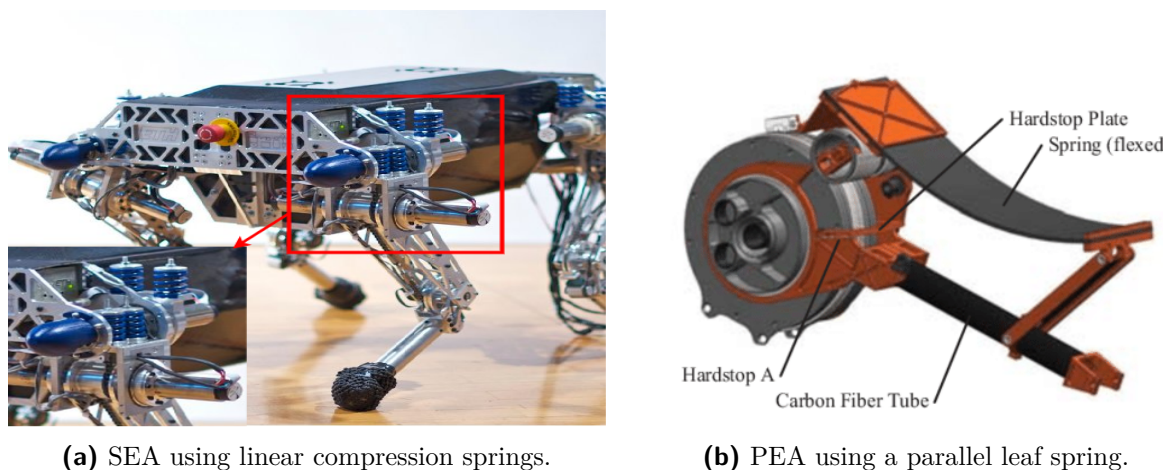 Hardstop Plate
Spring (flexed
Hardstop A
Carbon Fiber Tube
(a) SEA using linear compression springs.
(b) PEA using a parallel leaf spring.